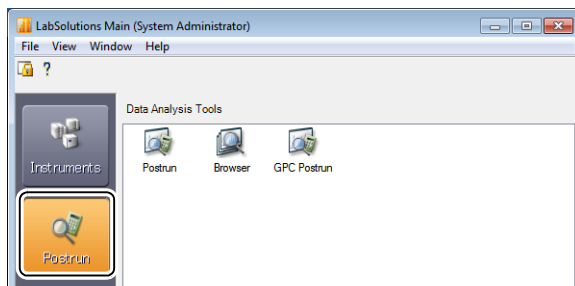 LabSolutions Main (System Administrator)
File View Window Help
?
Data Analysis Tools
Instruments
Postrun Browser GPC Postrun
Postrun